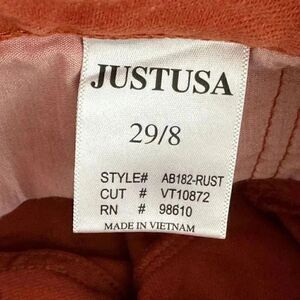 JUSTUSA
29/8
STYLE# AB182-RUST
CUT # VT10872
RN # 98610
MADE IN VIETNAM